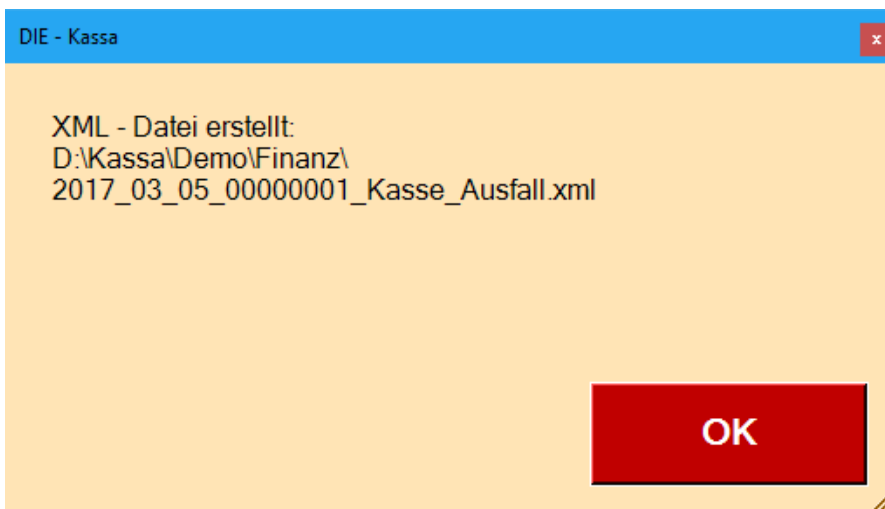 DIE - Kassa
x
XML - Datei erstellt:
D:\Kassa\Demo\Finanz\
2017_03_05_00000001_Kasse_Ausfall.xml
OK